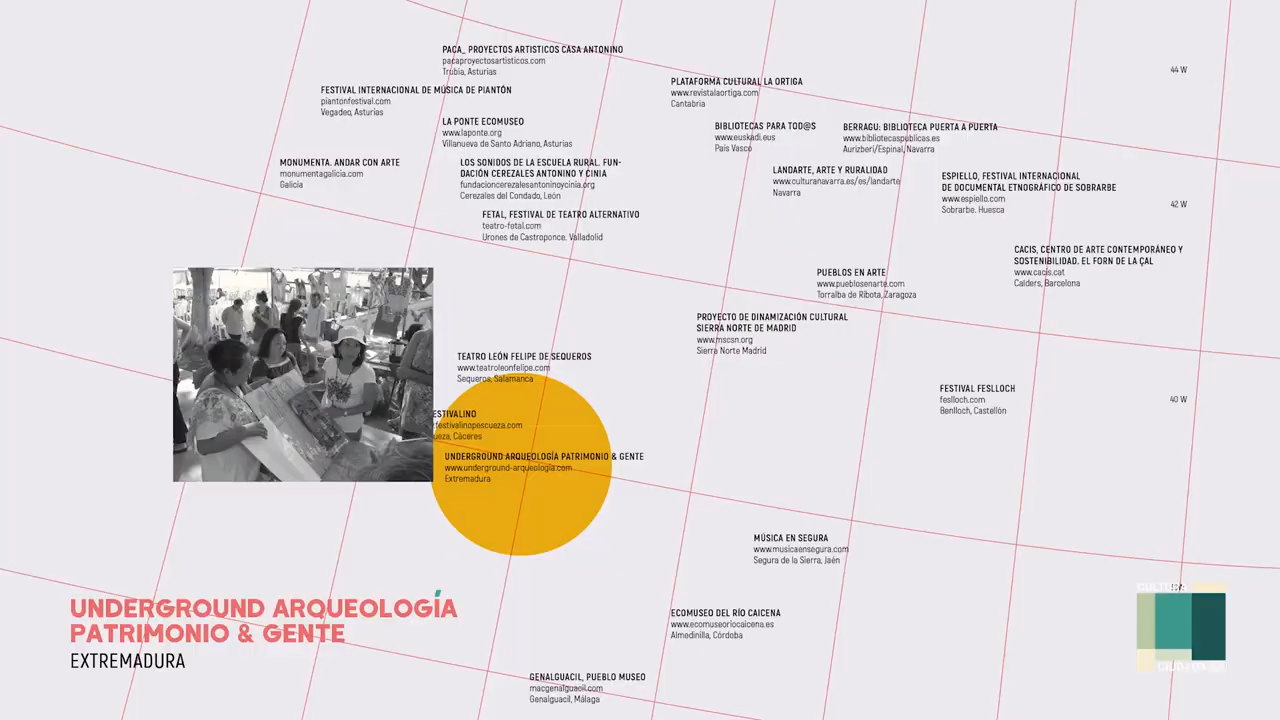 PACA_ PROYECTOS ARTISTICOS CASA ANTONINO
pacaproyectosartisticos.com
Trubia, Asturias
44 W
PLATAFORMA CULTURAL LA ORTIGA
www.revistalaortiga.com
Cantabria
FESTIVAL INTERNACIONAL DE MÚSICA DE PIANTÓN
piantonfestival.com
Vegadeo, Asturias
LA PONTE ECOMUSEO
www.laponte.org
Villanueva de Santo Adriano, Asturias
BIBLIOTECAS PARA TOD@S
www.euskadi.eus
País Vasco
BERRAGU: BIBLIOTECA PUERTA A PUERTA
www.bibliotecaspublicas.es
Aurizberri/Espinal, Navarra
MONUMENTA. ANDAR CON ARTE
monumentagalicia.com
Galicia
LOS SONIDOS DE LA ESCUELA RURAL. FUN-
DACIÓN CEREZALES ANTONINO Y CINIA
fundacioncerezalesantoninoycinia.org
Cerezales del Condado, León
LANDARTE, ARTE Y RURALIDAD
www.culturanavarra.es/es/landarte
Navarra
ESPIELLO, FESTIVAL INTERNACIONAL
DE DOCUMENTAL ETNOGRÁFICO DE SOBRARBE
www.espiello.com
Sobrarbe. Huesca
42 W
FETAL, FESTIVAL DE TEATRO ALTERNATIVO
teatro-fetal.com
Urones de Castroponce. Valladolid
CACIS, CENTRO DE ARTE CONTEMPORÁNEO Y
SOSTENIBILIDAD. EL FORN DE LA ÇAL
www.cacis.cat
Calders, Barcelona
PUEBLOS EN ARTE
www.pueblosenarte.com
Torralba de Ribota, Zaragoza
PROYECTO DE DINAMIZACIÓN CULTURAL
SIERRA NORTE DE MADRID
www.mscsn.org
Sierra Norte Madrid
TEATRO LEÓN FELIPE DE SEQUEROS
www.teatroleonfelipe.com
Sequeros, Salamanca
FESTIVAL FESLLOCH
feslloch.com
Benlloch, Castellón
40 W
ESTIVALINO
.festivalinopescueza.com
ueza, Cáceres
UNDERGROUND ARQUEOLOGÍA PATRIMONIO & GENTE
www.underground-arqueologia.com
Extremadura
MÚSICA EN SEGURA
www.musicaensegura.com
Segura de la Sierra, Jaén
ECOMUSEO DEL RÍO CAICENA
www.ecomuseoriocaicena.es
Almedinilla, Córdoba
GENALGUACIL, PUEBLO MUSEO
macgenalguacil.com
Genalguacil, Málaga
UNDERGROUND ARQUEOLOGÍA
PATRIMONIO & GENTE
EXTREMADURA